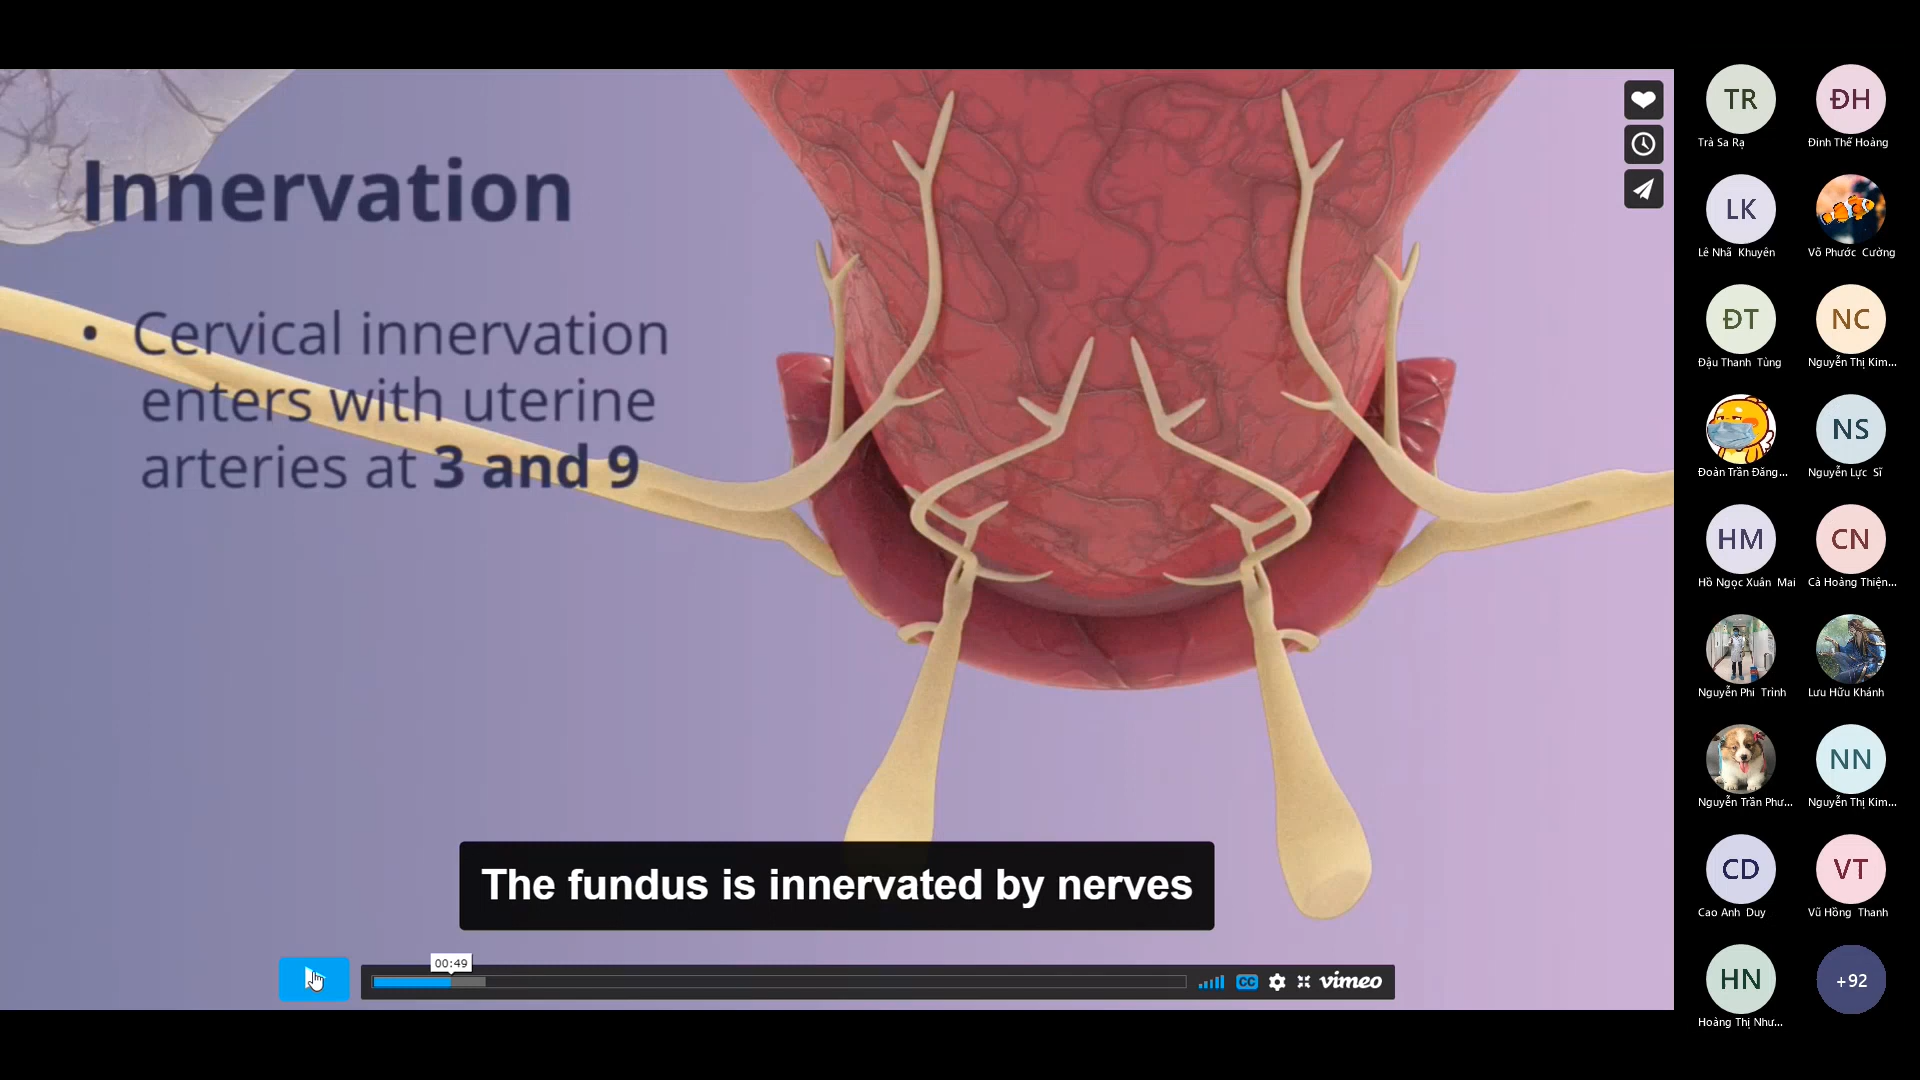 Innervation
• Cervical innervation
enters with uterine
arteries at 3 and 9
The fundus is innervated by nerves
00:49
CC
vimeo
TR
Trà Sa Rạ
ĐH
Đinh Thế Hoàng
LK
Lê Nhã Khuyên
Võ Phước Cường
ĐT
Đậu Thanh Tùng
NC
Nguyễn Thị Kim...
Đoàn Trần Đăng...
NS
Nguyễn Lực Sĩ
HM
Hồ Ngọc Xuân Mai
CN
Cà Hoàng Thiện...
Nguyễn Phi Trinh
Lưu Hữu Khánh
Nguyễn Trần Phư...
NN
Nguyễn Thị Kim...
CD
Cao Anh Duy
VT
Vũ Hồng Thanh
HN
Hoàng Thị Như...
+92